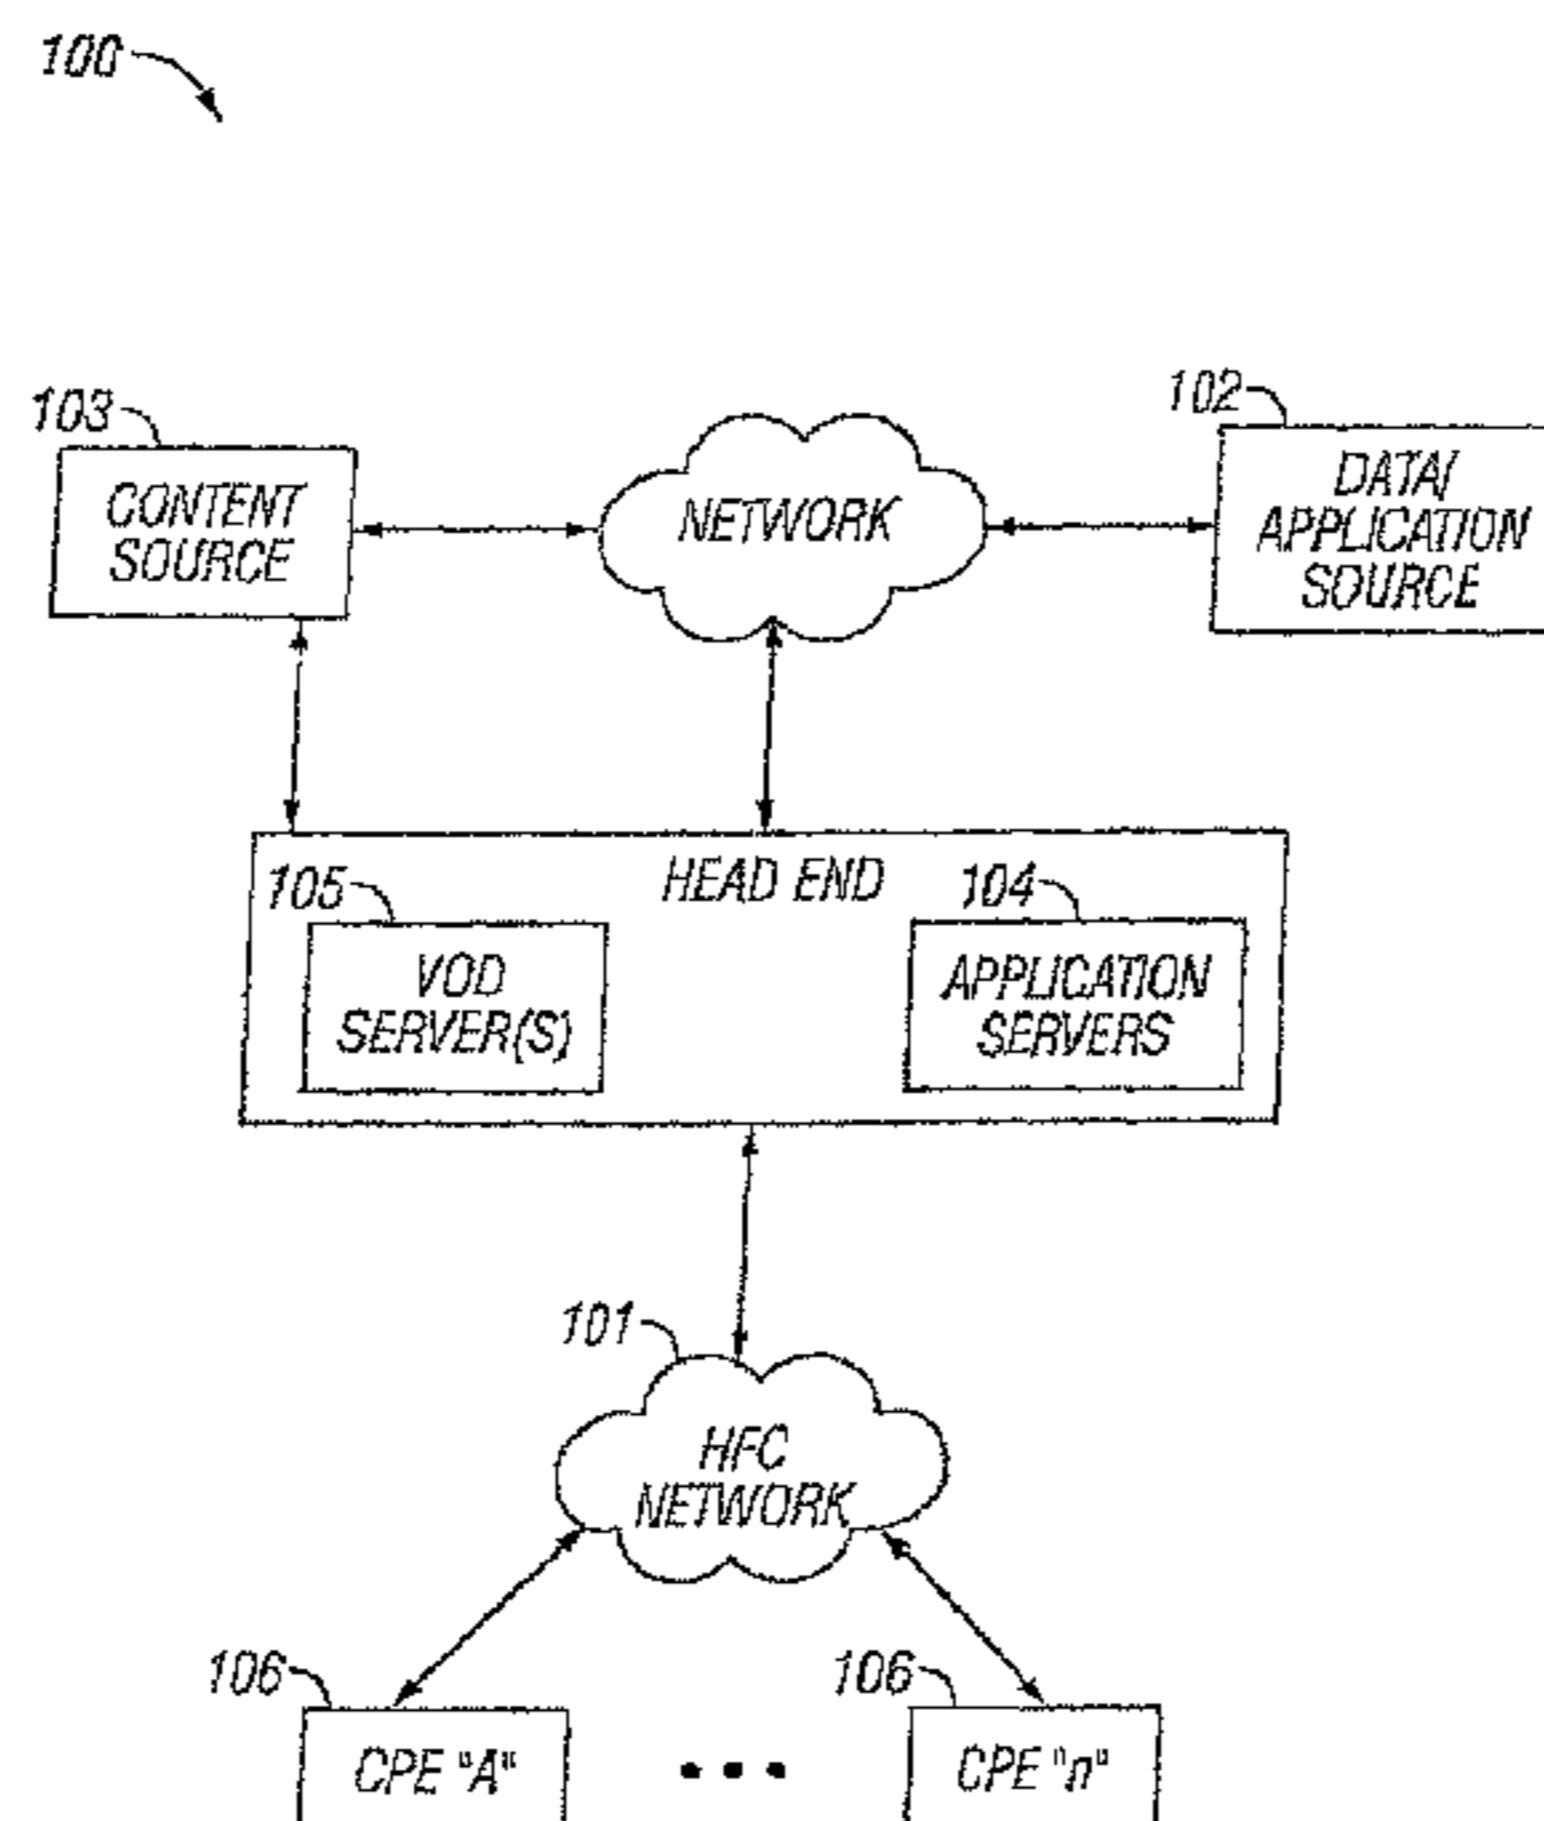 100
103
CONTENT
SOURCE
NETWORK
102
DATA/
APPLICATION
SOURCE
HEAD END
105
VOD
SERVER(S)
104
APPLICATION
SERVERS
101
HFC
NETWORK
106
CPE "A"
106
CPE "n"